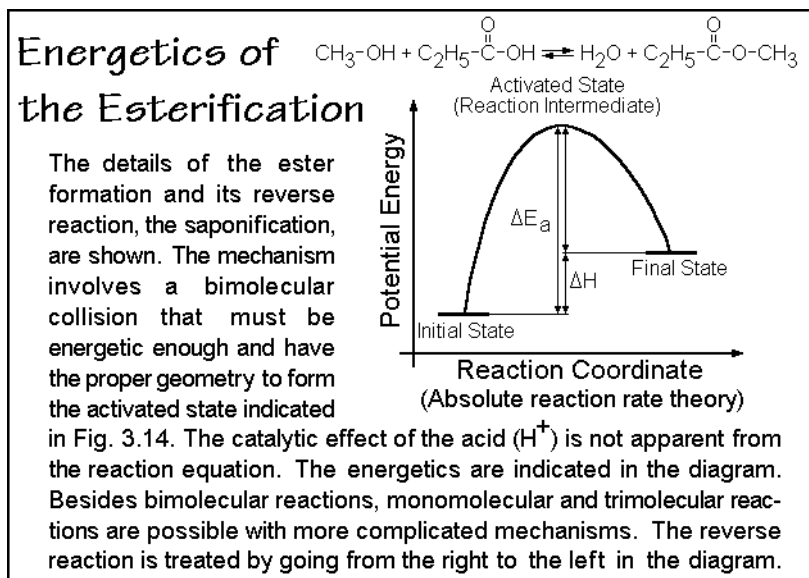 Energetics of
the Esterification
CH₃-OH + C₂H₅-C-OH ⇌ H₂O + C₂H₅-C-O-CH₃
O O
Activated State
(Reaction Intermediate)
Potential Energy
ΔEa
ΔH
Initial State
Final State
Reaction Coordinate
(Absolute reaction rate theory)
The details of the ester
formation and its reverse
reaction, the saponification,
are shown. The mechanism
involves a bimolecular
collision that must be
energetic enough and have
the proper geometry to form
the activated state indicated
in Fig. 3.14. The catalytic effect of the acid (H⁺) is not apparent from
the reaction equation. The energetics are indicated in the diagram.
Besides bimolecular reactions, monomolecular and trimolecular reac-
tions are possible with more complicated mechanisms. The reverse
reaction is treated by going from the right to the left in the diagram.